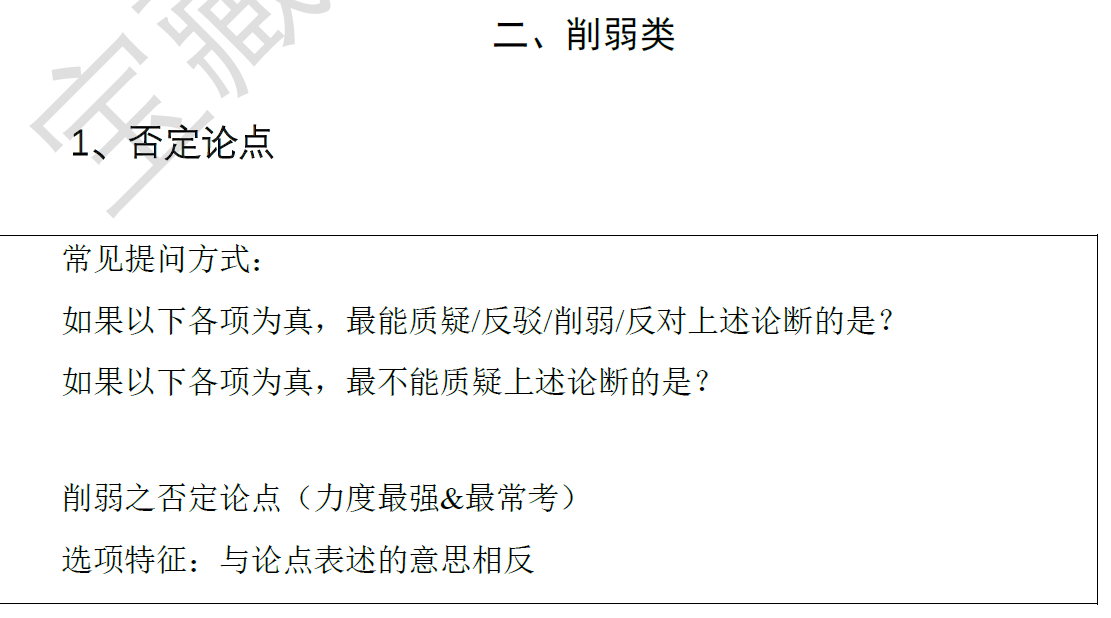 二、削弱类
宝藏
1、否定论点
常见提问方式：
如果以下各项为真，最能质疑/反驳/削弱/反对上述论断的是？
如果以下各项为真，最不能质疑上述论断的是？
削弱之否定论点（力度最强&最常考）
选项特征：与论点表述的意思相反